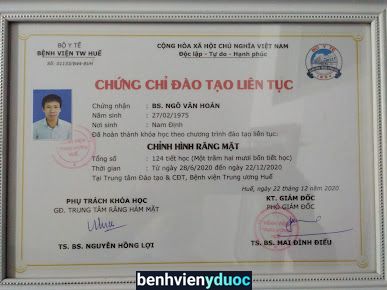 BỘ Y TẾ
BỆNH VIỆN TW HUẾ
CỘNG HÒA XÃ HỘI CHỦ NGHĨA VIỆT NAM
Độc lập - Tự do - Hạnh phúc
CHỨNG CHỈ ĐÀO TẠO LIÊN TỤC
Chứng nhận : BS. NGÔ VĂN HOÀN
Năm sinh : 27/02/1975
Nơi sinh : Nam Định
Đã hoàn thành khóa học theo chương trình đào tạo liên tục:
CHỈNH HÌNH RĂNG MẶT
Tổng số : 124 tiết học (Một trăm hai mươi bốn tiết học)
Thời gian : Từ ngày 28/6/2020 đến ngày 22/12/2020
Tại Trung tâm Đào tạo & CĐT, Bệnh viện Trung ương Huế
Huế, ngày 22 tháng 12 năm 2020
PHỤ TRÁCH KHÓA HỌC
GĐ. TRUNG TÂM RĂNG HÀM MẶT
KT. GIÁM ĐỐC
PHÓ GIÁM ĐỐC
TS. BS. NGUYỄN HỒNG LỢI
TS. BS. MAI ĐÌNH ĐIỂU
benhvienyduoc